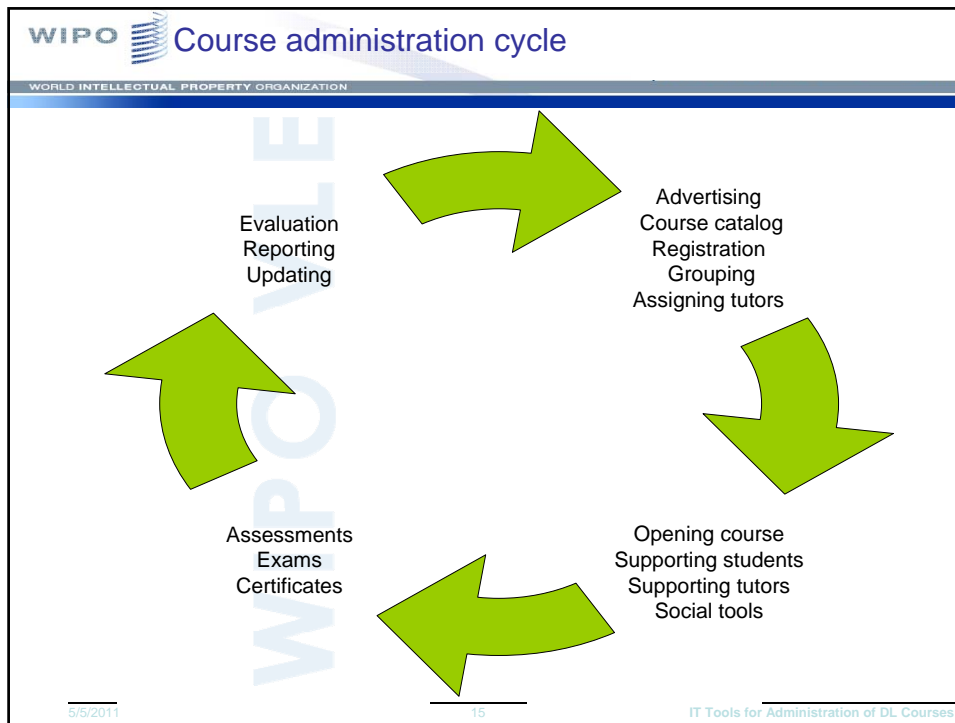 WIPO
Course administration cycle
WORLD INTELLECTUAL PROPERTY ORGANIZATION
WIPO VLE
Evaluation
Reporting
Updating
Advertising
Course catalog
Registration
Grouping
Assigning tutors
Opening course
Supporting students
Supporting tutors
Social tools
Assessments
Exams
Certificates
5/5/2011
15
IT Tools for Administration of DL Courses